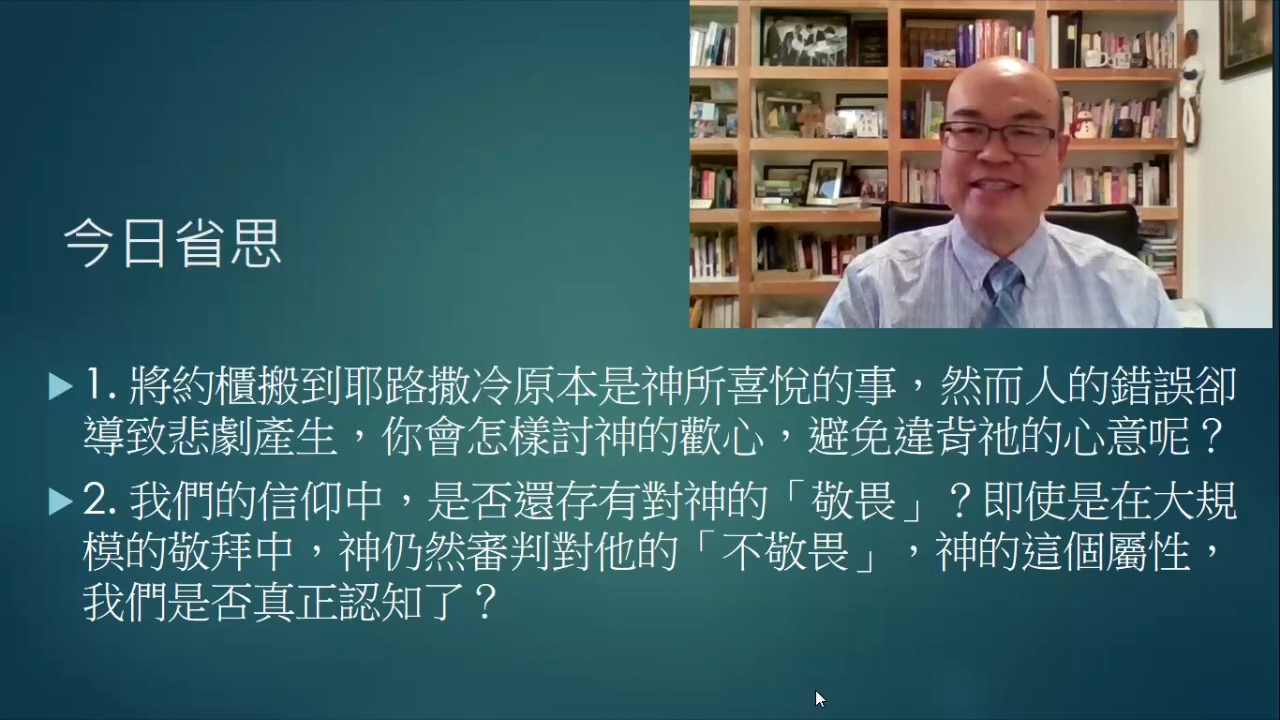 今日省思
1. 將約櫃搬到耶路撒冷原本是神所喜悅的事，然而人的錯誤卻
導致悲劇產生，你會怎樣討神的歡心，避免違背祂的心意呢？
2. 我們的信仰中，是否還存有對神的「敬畏」？即使是在大規
模的敬拜中，神仍然審判對他的「不敬畏」，神的這個屬性，
我們是否真正認知了？